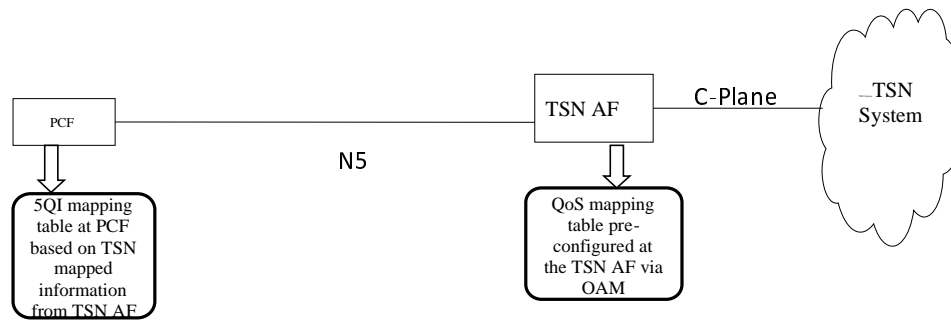 C-Plane
TSN
System
TSN AF
PCF
N5
5QI mapping
table at PCF
based on TSN
mapped
information
from TSN AF
QoS mapping
table pre-
configured at
the TSN AF via
OAM